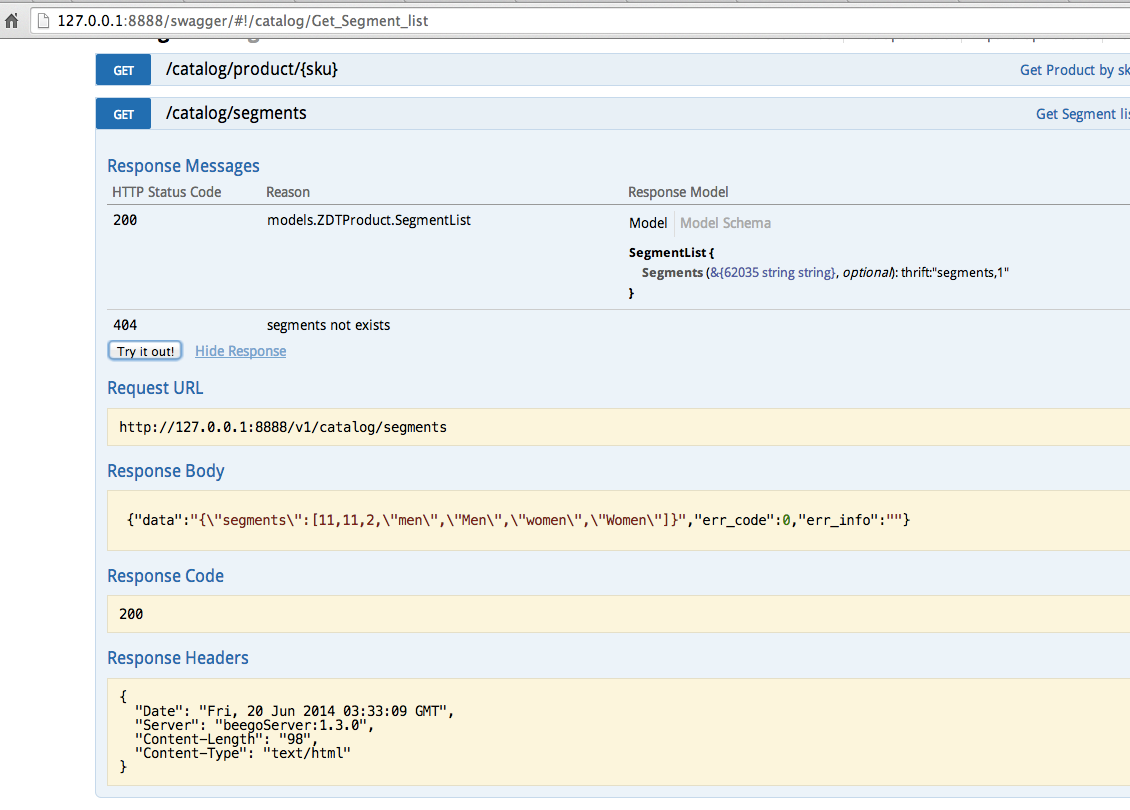 127.0.0.1:8888/swagger/#!/catalog/Get_Segment_list
GET /catalog/product/{sku} Get Product by sk
GET /catalog/segments Get Segment lis
Response Messages
HTTP Status Code Reason Response Model
200 models.ZDTProduct.SegmentList Model Model Schema
SegmentList {
Segments (&{62035 string string}, optional): thrift:"segments,1"
}
404 segments not exists
Try it out! Hide Response
Request URL
http://127.0.0.1:8888/v1/catalog/segments
Response Body
{"data":"{\"segments\":[11,11,2,\"men\",\"Men\",\"women\",\"Women\"]}","err_code":0,"err_info":""}
Response Code
200
Response Headers
{
"Date": "Fri, 20 Jun 2014 03:33:09 GMT",
"Server": "beegoServer:1.3.0",
"Content-Length": "98",
"Content-Type": "text/html"
}